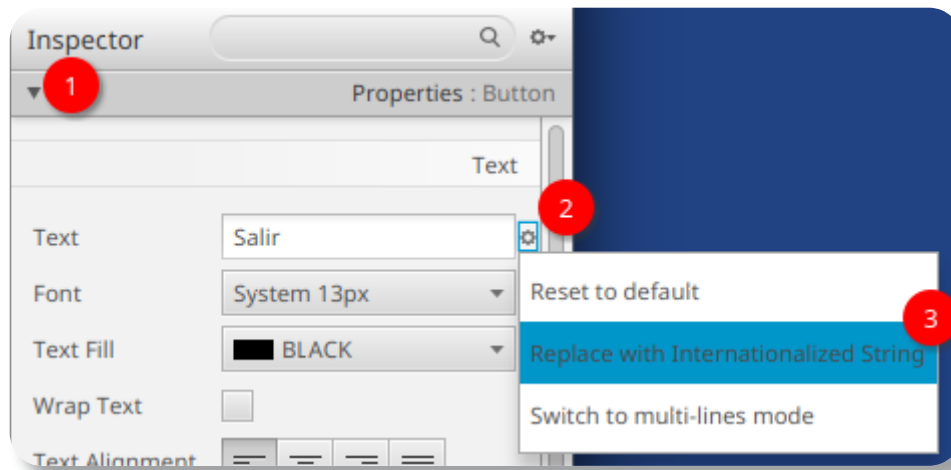 Inspector
1
Properties : Button
Text
2
Text Salir
Font System 13px
Reset to default
3
Text Fill BLACK
Replace with Internationalized String
Wrap Text
Switch to multi-lines mode
Text Alignment